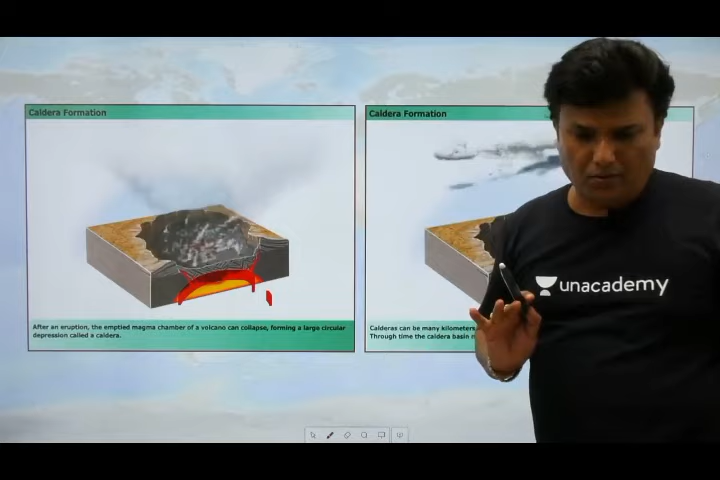 Caldera Formation
After an eruption, the emptied magma chamber of a volcano can collapse, forming a large circular
depression called a caldera.
Caldera Formation
Calderas can be many kilometers
Through time the caldera basin
unacademy